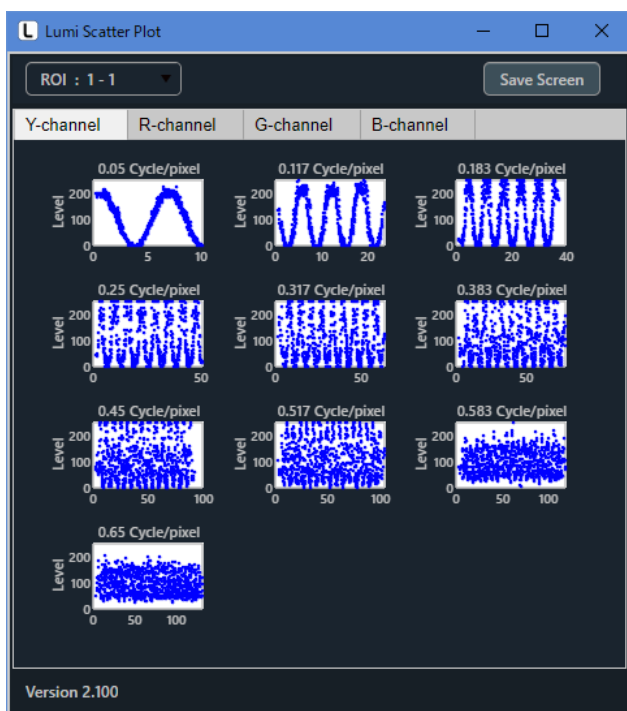 L Lumi Scatter Plot
ROI : 1 - 1
Save Screen
Y-channel R-channel G-channel B-channel
0.05 Cycle/pixel 0.117 Cycle/pixel 0.183 Cycle/pixel
Level 200 100 0 Level 200 100 0 Level 200 100 0
0 5 10 0 10 20 0 20 40
0.25 Cycle/pixel 0.317 Cycle/pixel 0.383 Cycle/pixel
Level 200 100 0 Level 200 100 0 Level 200 100 0
0 50 0 50 0 50
0.45 Cycle/pixel 0.517 Cycle/pixel 0.583 Cycle/pixel
Level 200 100 0 Level 200 100 0 Level 200 100 0
0 50 100 0 50 100 0 50 100
0.65 Cycle/pixel
Level 200 100 0
0 50 100
Version 2.100